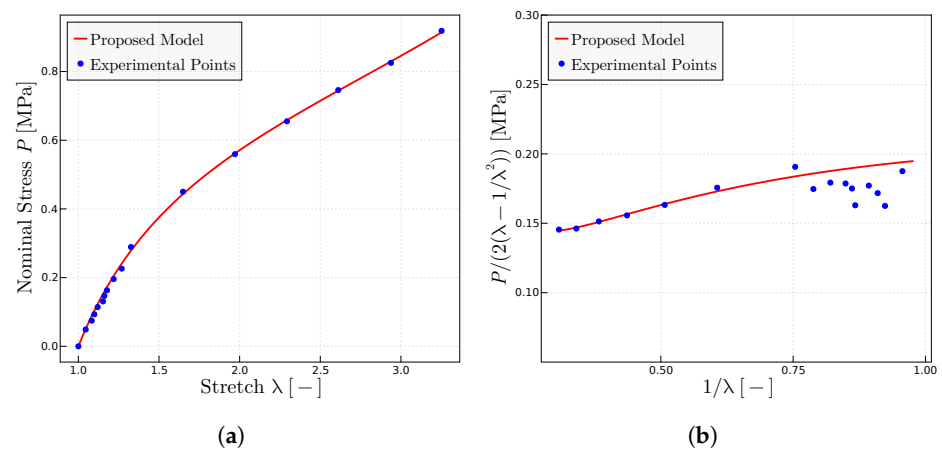 Proposed Model
Experimental Points
Nominal Stress P [MPa]
0.8
0.6
0.4
0.2
0.0
1.0 1.5 2.0 2.5 3.0
Stretch λ [−]
(a)
Proposed Model
Experimental Points
P/(2(λ − 1/λ²)) [MPa]
0.30
0.25
0.20
0.15
0.10
0.50 0.75 1.00
1/λ [−]
(b)